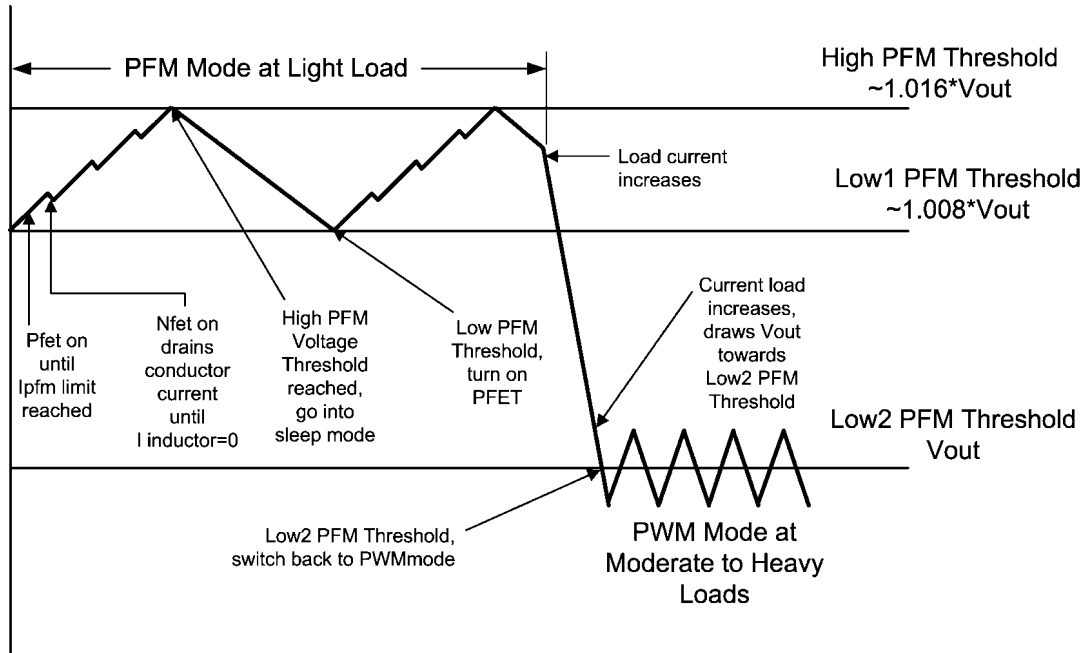 PFM Mode at Light Load
High PFM Threshold
~1.016*Vout
Load current
increases
Low1 PFM Threshold
~1.008*Vout
Pfet on
until
Ipfm limit
reached
Nfet on
drains
conductor
current
until
I inductor=0
High PFM
Voltage
Threshold
reached,
go into
sleep mode
Low PFM
Threshold,
turn on
PFET
Current load
increases,
draws Vout
towards
Low2 PFM
Threshold
Low2 PFM Threshold
Vout
Low2 PFM Threshold,
switch back to PWMmode
PWM Mode at
Moderate to Heavy
Loads